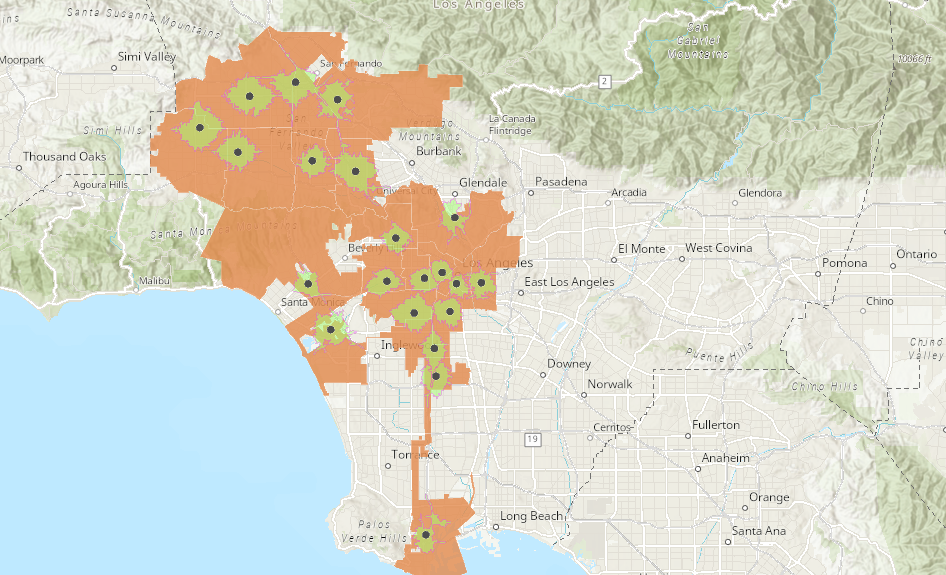 Los Angeles
Santa Susana Mountains
San
Gabriel
Mountains
Moorpark
Simi Valley
San Fernando
10066 ft
2
La Canada
Flintridge
Simi Hills
San
Fernando
Valley
Verdugo
Mountains
Burbank
Thousand Oaks
Agoura Hills
Universal City
Glendale
Pasadena
Arcadia
Glendora
Santa Monica Mountains
Beverly Hills
Los Angeles
El Monte
West Covina
Pomona
Ontario
Malibu
East Los Angeles
Santa Monica
Chino
Inglewood
Downey
Puente Hills
Chino
Valley
Chino Hills
Norwalk
Cerritos
Fullerton
19
Torrance
Anaheim
Orange
Long Beach
Palos
Verde Hills
Santa Ana